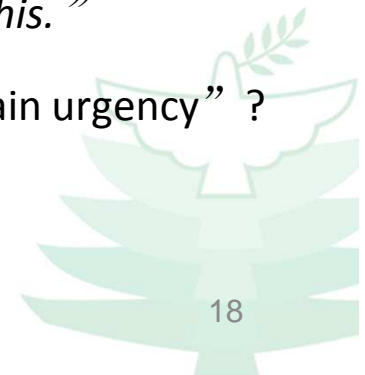 his. ”
ain urgency” ?
18